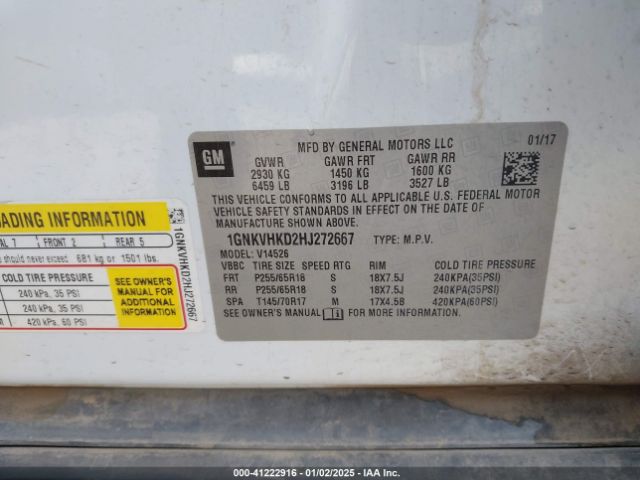 GM
MFD BY GENERAL MOTORS LLC 01/17
GVWR GAWR FRT GAWR RR
2930 KG 1450 KG 1600 KG
6459 LB 3196 LB 3527 LB
THIS VEHICLE CONFORMS TO ALL APPLICABLE U.S. FEDERAL MOTOR
VEHICLE SAFETY STANDARDS IN EFFECT ON THE DATE OF
MANUFACTURE SHOWN ABOVE.
1GNKVHKD2HJ272667 TYPE: M.P.V.
MODEL: V14526
VBBC TIRE SIZE SPEED RTG RIM COLD TIRE PRESSURE
FRT P255/65R18 S 18X7.5J 240KPA(35PSI)
RR P255/65R18 S 18X7.5J 240KPA(35PSI)
SPA T145/70R17 M 17X4.5B 420KPA(60PSI)
SEE OWNER'S MANUAL FOR MORE INFORMATION.
OADING INFORMATION
AL 7 FRONT 2 REAR 5
should never exceed 681 kg or 1501 lbs.
COLD TIRE PRESSURE
240 kPa, 35 PSI
240 kPa, 35 PSI
420 kPa, 60 PSI
SEE OWNER'S
MANUAL FOR
ADDITIONAL
INFORMATION
1GNKVHKD2HJ272667
000-41222916 - 01/02/2025 - COPYRIGHT IAA, LLC